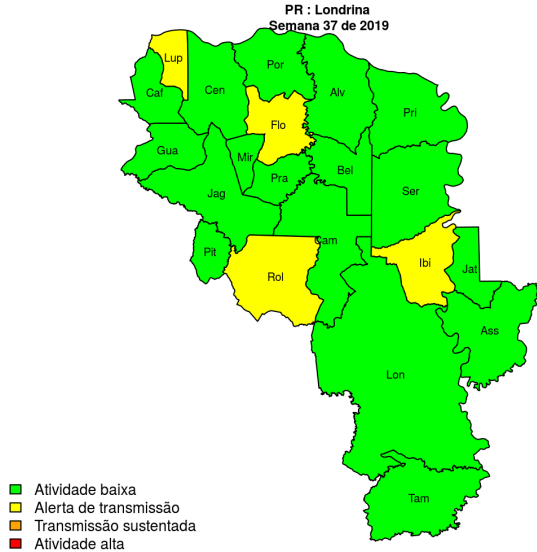 PR : Londrina
Semana 37 de 2019
Lup
Por
Caf
Cen
Alv
Pri
Flo
Gua
Mir
Bel
Pra
Ser
Jag
Cam
Pit
Ibi
Jat
Rol
Ass
Lon
Tam
Atividade baixa
Alerta de transmissão
Transmissão sustentada
Atividade alta